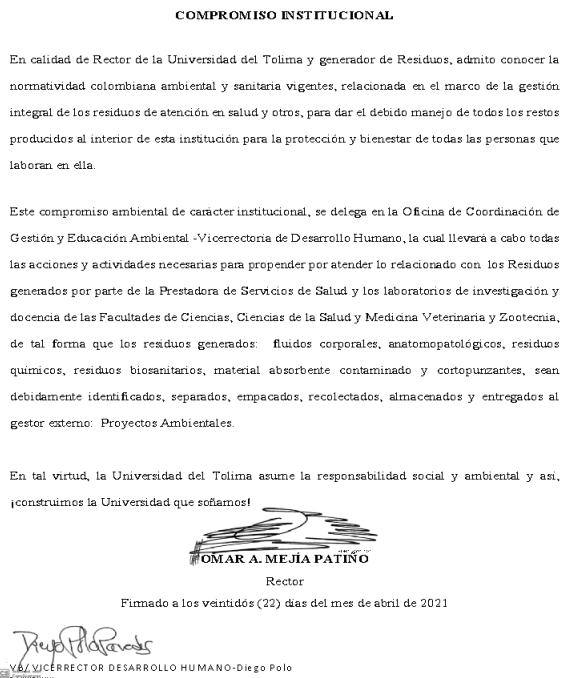 COMPROMISO INSTITUCIONAL
En calidad de Rector de la Universidad del Tolima y generador de Residuos, admito conocer la
normatividad colombiana ambiental y sanitaria vigentes, relacionada en el marco de la gestión
integral de los residuos de atención en salud y otros, para dar el debido manejo de todos los restos
producidos al interior de esta institución para la protección y bienestar de todas las personas que
laboran en ella.
Este compromiso ambiental de carácter institucional, se delega en la Oficina de Coordinación de
Gestión y Educación Ambiental -Vicerrectoría de Desarrollo Humano, la cual llevará a cabo todas
las acciones y actividades necesarias para propender por atender lo relacionado con los Residuos
generados por parte de la Prestadora de Servicios de Salud y los laboratorios de investigación y
docencia de las Facultades de Ciencias, Ciencias de la Salud y Medicina Veterinaria y Zootecnia,
de tal forma que los residuos generados: fluidos corporales, anatomopatológicos, residuos
químicos, residuos biosanitarios, material absorbente contaminado y cortopunzantes, sean
debidamente identificados, separados, empacados, recolectados, almacenados y entregados al
gestor externo: Proyectos Ambientales.
En tal virtud, la Universidad del Tolima asume la responsabilidad social y ambiental y así,
¡construimos la Universidad que soñamos!
OMAR A. MEJÍA PATIÑO
Rector
Firmado a los veintidós (22) días del mes de abril de 2021
Diego Polo Paredes
VB/VICERRECTOR DESARROLLO HUMANO-Diego Polo